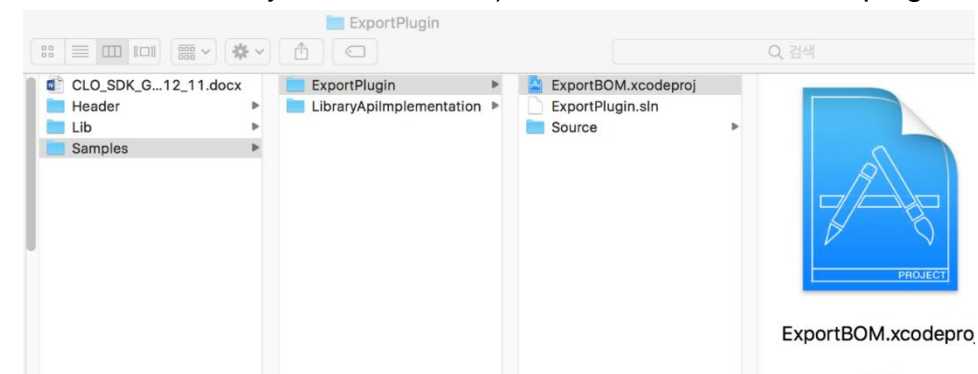 ExportPlugin
검색
CLO_SDK_G...12_11.docx
Header
Lib
Samples
ExportPlugin
LibraryApiImplementation
ExportBOM.xcodeproj
ExportPlugin.sln
Source
PROJECT
ExportBOM.xcodeproj